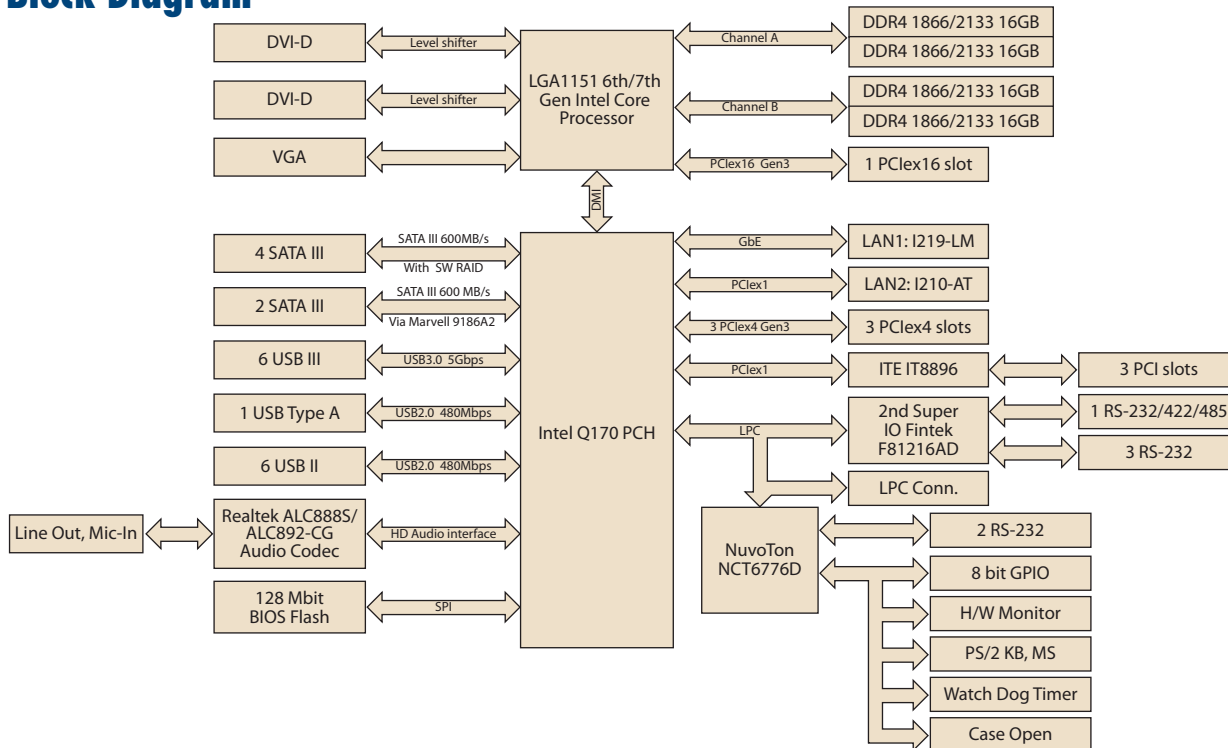 Block Diagram
DVI-D
Level shifter
DVI-D
Level shifter
VGA
LGA1151 6th/7th
Gen Intel Core
Processor
Channel A
DDR4 1866/2133 16GB
DDR4 1866/2133 16GB
Channel B
DDR4 1866/2133 16GB
DDR4 1866/2133 16GB
PCIex16 Gen3
1 PCIex16 slot
DMI
4 SATA III
SATA III 600MB/s
With SW RAID
2 SATA III
SATA III 600 MB/s
Via Marvell 9186A2
6 USB III
USB3.0 5Gbps
1 USB Type A
USB2.0 480Mbps
6 USB II
USB2.0 480Mbps
Line Out, Mic-In
Realtek ALC888S/
ALC892-CG
Audio Codec
HD Audio interface
128 Mbit
BIOS Flash
SPI
Intel Q170 PCH
GbE
LAN1: I219-LM
PCIex1
LAN2: I210-AT
3 PCIex4 Gen3
3 PCIex4 slots
PCIex1
ITE IT8896
3 PCI slots
LPC
2nd Super
IO Fintek
F81216AD
1 RS-232/422/485
3 RS-232
LPC Conn.
NuvoTon
NCT6776D
2 RS-232
8 bit GPIO
H/W Monitor
PS/2 KB, MS
Watch Dog Timer
Case Open